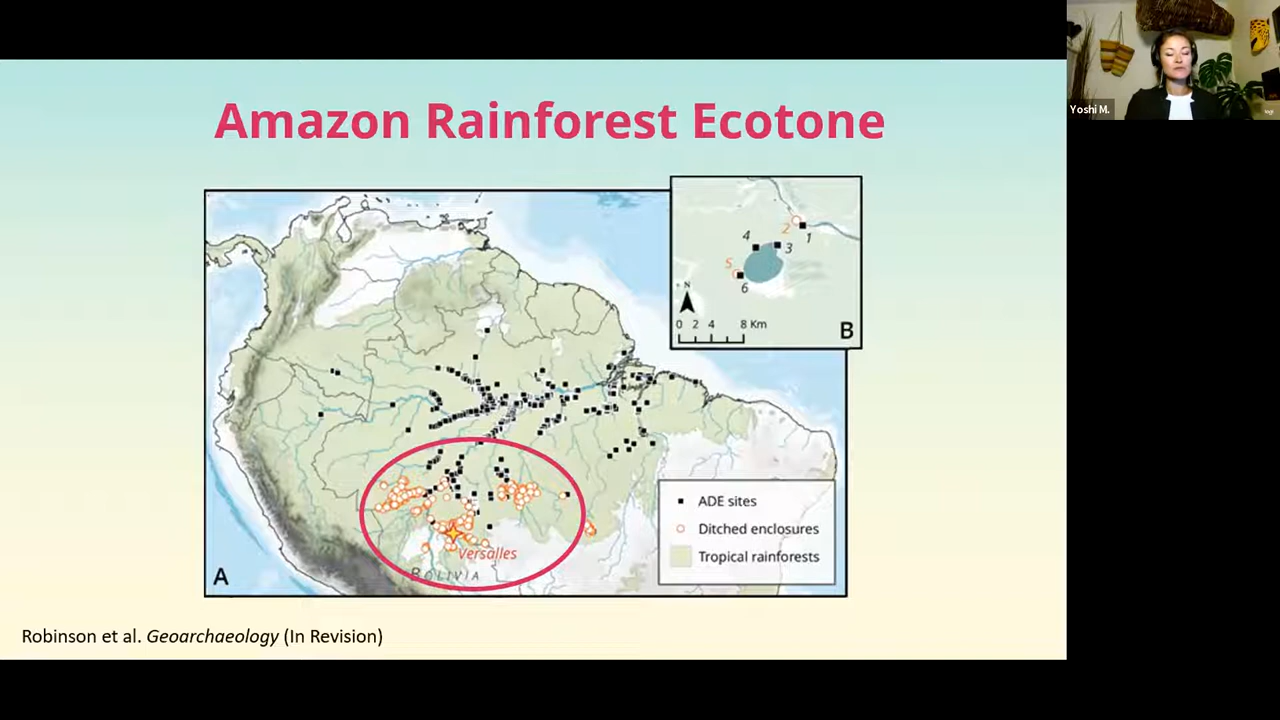 Amazon Rainforest Ecotone
Yoshi M.
4
2
1
3
5
6
N
0 2 4 8 Km
B
ADE sites
Ditched enclosures
Tropical rainforests
Versalles
BOLIVIA
A
Robinson et al. Geoarchaeology (In Revision)